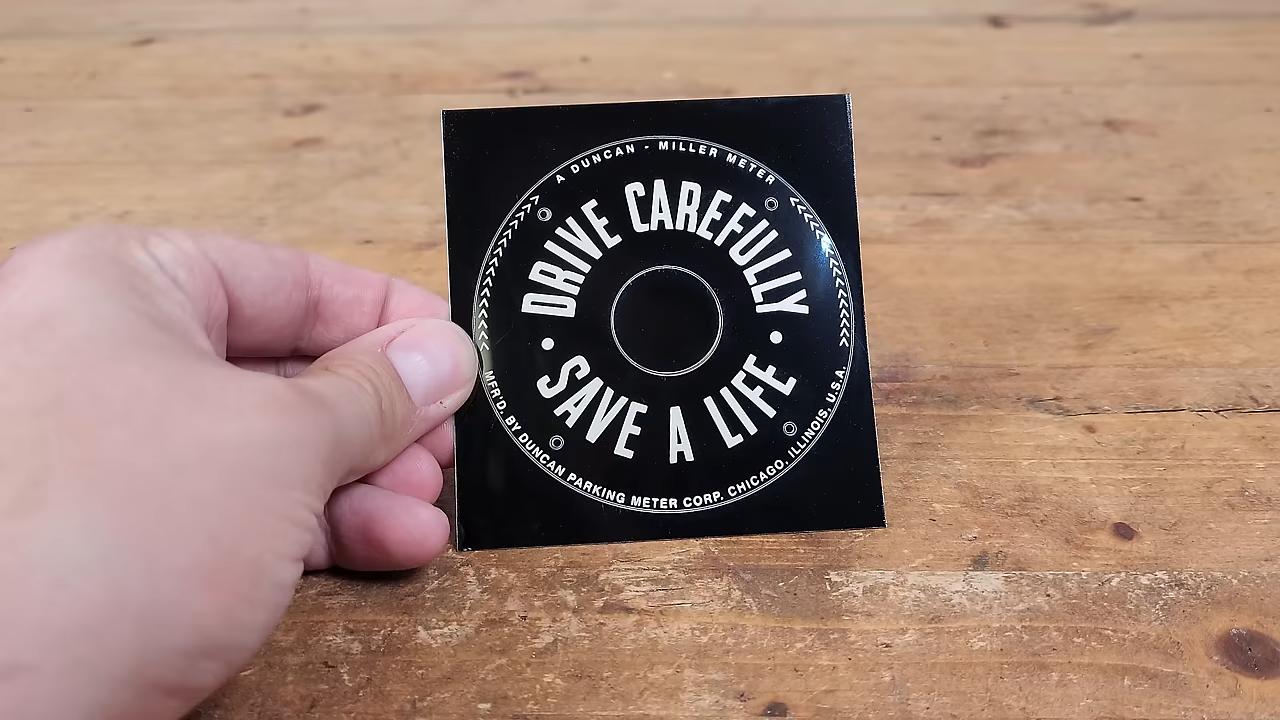 A DUNCAN - MILLER METER
DRIVE CAREFULLY
• SAVE A LIFE •
MFR'D. BY DUNCAN PARKING METER CORP. CHICAGO, ILLINOIS, U.S.A.